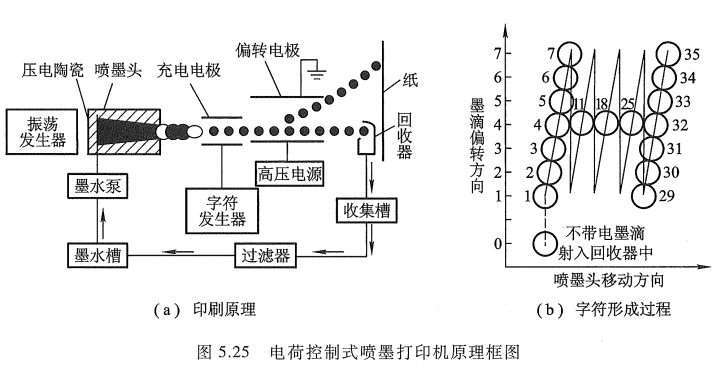 偏转电极
压电陶瓷 喷墨头 充电电极
纸
振荡
发生器
回收器
高压电源
墨水泵
字符
发生器
收集槽
墨水槽
过滤器
(a) 印刷原理
墨滴偏转方向
7
6
5
4
3
2
1
0
7
6
5
4
3
2
1
11
18
25
35
34
33
32
31
30
29
不带电墨滴
射入回收器中
喷墨头移动方向
(b) 字符形成过程
图 5.25 电荷控制式喷墨打印机原理框图